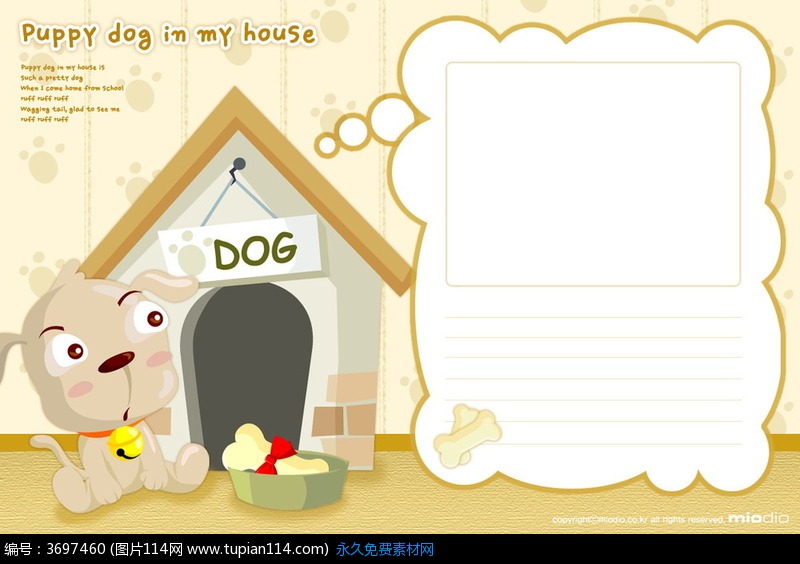 Puppy dog in my house
Puppy dog in my house is
Such a pretty dog
When I come home from School
ruff ruff ruff
Wagging tail, glad to see me
ruff ruff ruff
DOG
copyright©miodio.co.kr all rights reserved. miodio
编号：3697460 (图片114网 www.tupian114.com) 永久免费素材网